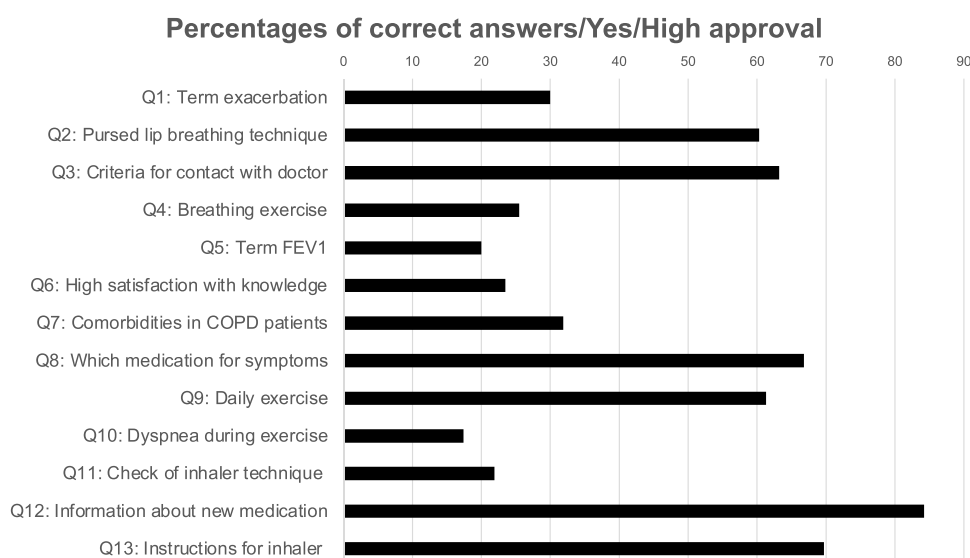 Percentages of correct answers/Yes/High approval
0 10 20 30 40 50 60 70 80 90
Q1: Term exacerbation
Q2: Pursed lip breathing technique
Q3: Criteria for contact with doctor
Q4: Breathing exercise
Q5: Term FEV1
Q6: High satisfaction with knowledge
Q7: Comorbidities in COPD patients
Q8: Which medication for symptoms
Q9: Daily exercise
Q10: Dyspnea during exercise
Q11: Check of inhaler technique
Q12: Information about new medication
Q13: Instructions for inhaler